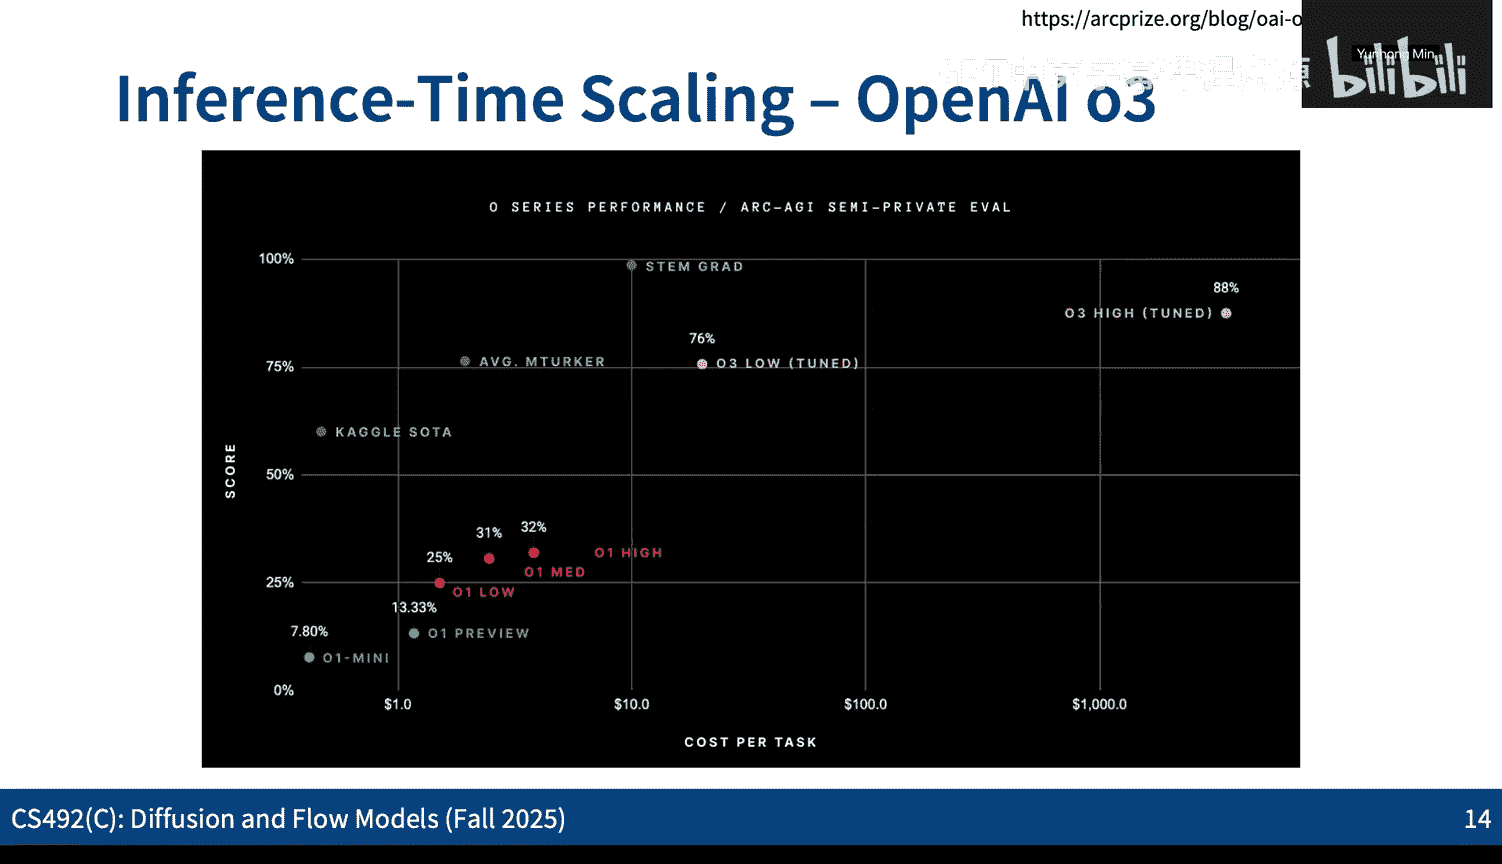 https://arcprize.org/blog/oai-o
Yunhong Min
bilibili
Inference-Time Scaling – OpenAI o3
O SERIES PERFORMANCE / ARC-AGI SEMI-PRIVATE EVAL
100%
STEM GRAD
88%
O3 HIGH (TUNED)
76%
75%
AVG. MTURKER
O3 LOW (TUNED)
KAGGLE SOTA
SCORE
50%
31%
32%
25%
O1 HIGH
O1 MED
25%
O1 LOW
13.33%
7.80%
O1 PREVIEW
O1-MINI
0%
$1.0
$10.0
$100.0
$1,000.0
COST PER TASK
CS492(C): Diffusion and Flow Models (Fall 2025)
14